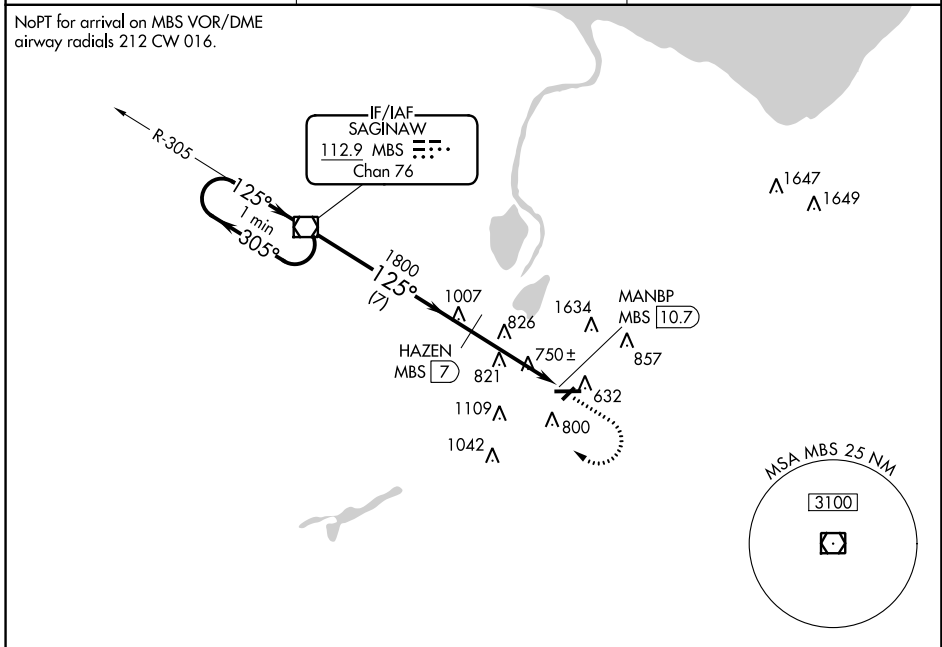 NoPT for arrival on MBS VOR/DME
airway radials 212 CW 016.
IF/IAF
SAGINAW
112.9 MBS
Chan 76
R-305
125°
1 min
305°
1800
125°
(7)
1647
1649
1007
826
1634
MANBP
MBS 10.7
HAZEN
MBS 7
821
750 ±
857
632
1109
800
1042
MSA MBS 25 NM
3100